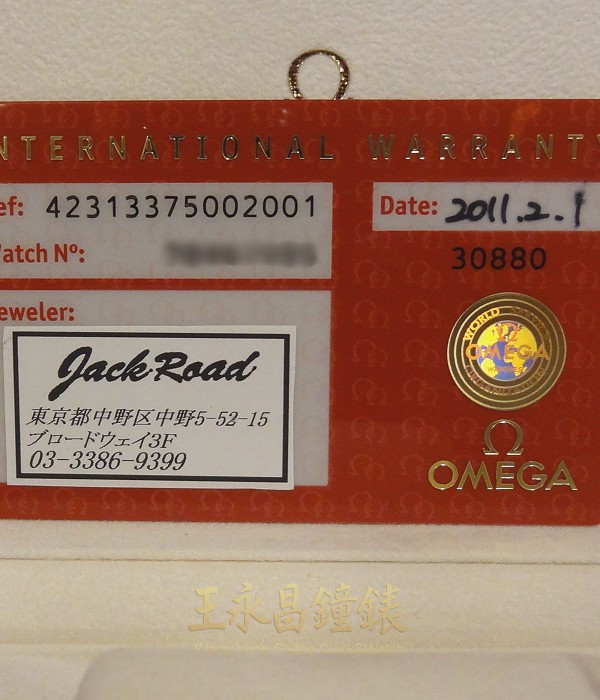 NTERNATIONAL WARRANTY
ef: 42313375002001
Date: 2011.2.1
Watch Nº:
30880
eweler:
Jack Road
東京都中野区中野5-52-15
ブロードウェイ3F
03-3386-9399
WORLD
OMEGA
Ω
OMEGA
王永昌鐘錶